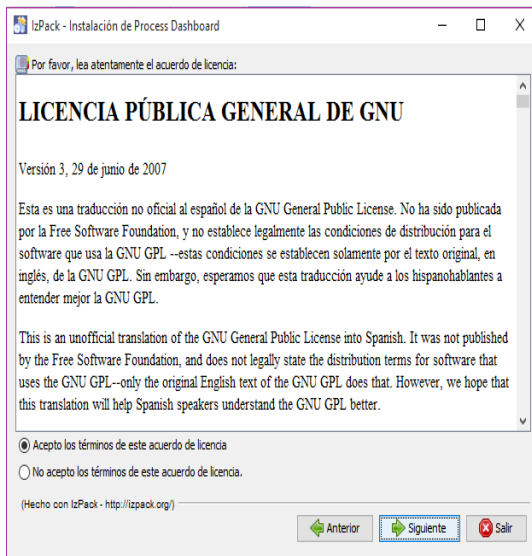 IzPack - Instalación de Process Dashboard
Por favor, lea atentamente el acuerdo de licencia:
LICENCIA PÚBLICA GENERAL DE GNU
Versión 3, 29 de junio de 2007
Esta es una traducción no oficial al español de la GNU General Public License. No ha sido publicada
por la Free Software Foundation, y no establece legalmente las condiciones de distribución para el
software que usa la GNU GPL --estas condiciones se establecen solamente por el texto original, en
inglés, de la GNU GPL. Sin embargo, esperamos que esta traducción ayude a los hispanohablantes a
entender mejor la GNU GPL.
This is an unofficial translation of the GNU General Public License into Spanish. It was not published
by the Free Software Foundation, and does not legally state the distribution terms for software that
uses the GNU GPL--only the original English text of the GNU GPL does that. However, we hope that
this translation will help Spanish speakers understand the GNU GPL better.
Acepto los términos de este acuerdo de licencia
No acepto los términos de este acuerdo de licencia.
(Hecho con IzPack - http://izpack.org/)
Anterior
Siguiente
Salir